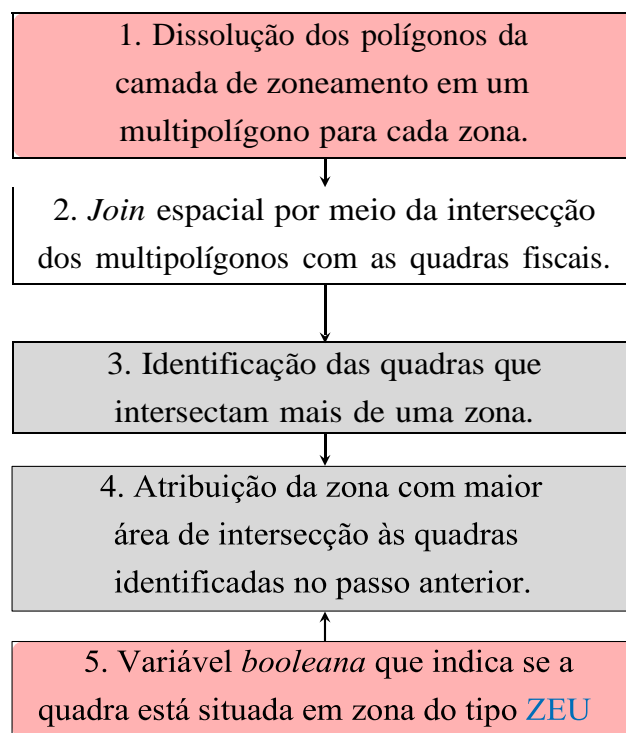 1. Dissolução dos polígonos da
camada de zoneamento em um
multipolígono para cada zona.
2. Join espacial por meio da intersecção
dos multipolígonos com as quadras fiscais.
3. Identificação das quadras que
intersectam mais de uma zona.
4. Atribuição da zona com maior
área de intersecção às quadras
identificadas no passo anterior.
5. Variável booleana que indica se a
quadra está situada em zona do tipo ZEU